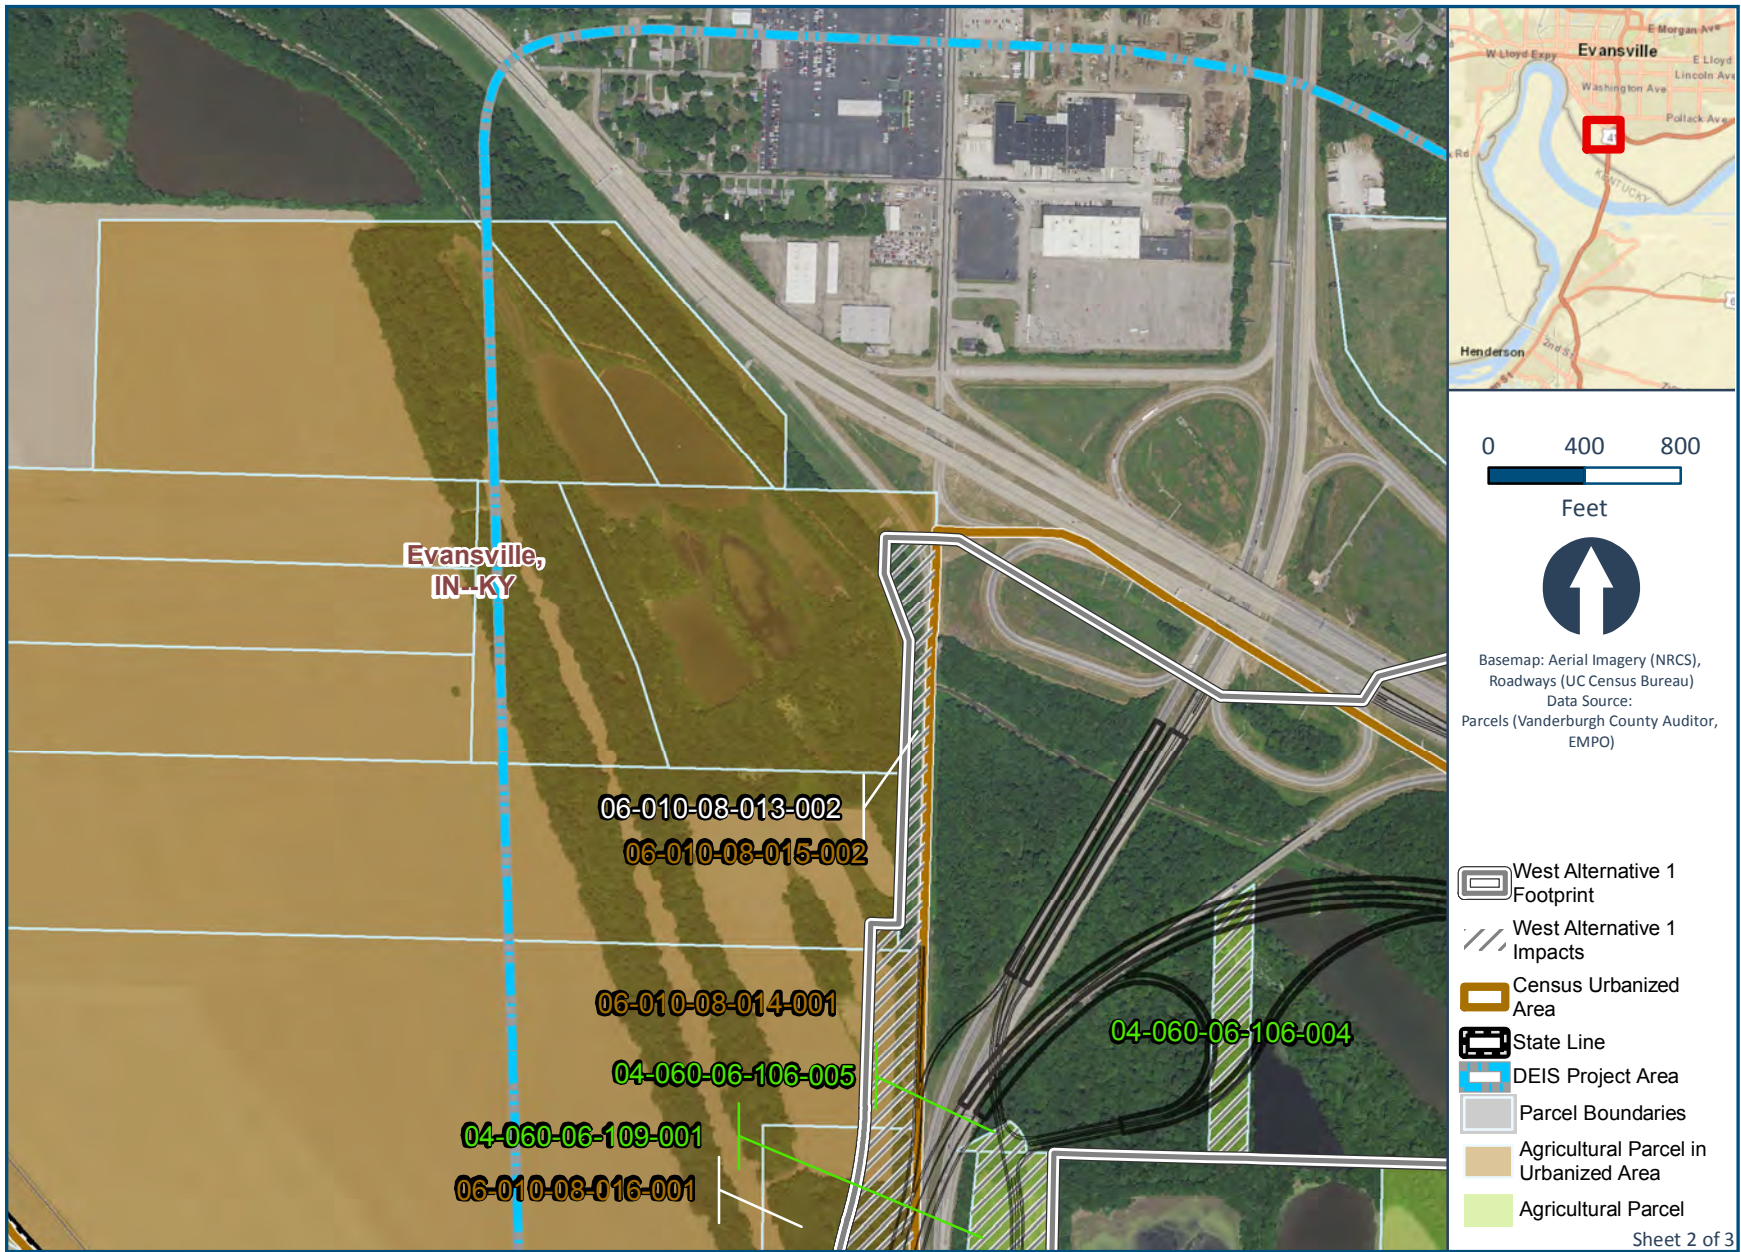 Evansville,
IN--KY
06-010-08-013-002
06-010-08-015-002
06-010-08-014-001
04-060-06-106-005
04-060-06-106-004
04-060-06-109-001
06-010-08-016-001
E Morgan Ave
Evansville
W Lloyd Expy
E Lloyd
Lincoln Ave
Washington Ave
Pollack Ave
Rd
41
KENTUCKY
Henderson
2nd St
St
0 400 800
Feet
Basemap: Aerial Imagery (NRCS),
Roadways (UC Census Bureau)
Data Source:
Parcels (Vanderburgh County Auditor,
EMPO)
West Alternative 1
Footprint
West Alternative 1
Impacts
Census Urbanized
Area
State Line
DEIS Project Area
Parcel Boundaries
Agricultural Parcel in
Urbanized Area
Agricultural Parcel
Sheet 2 of 3